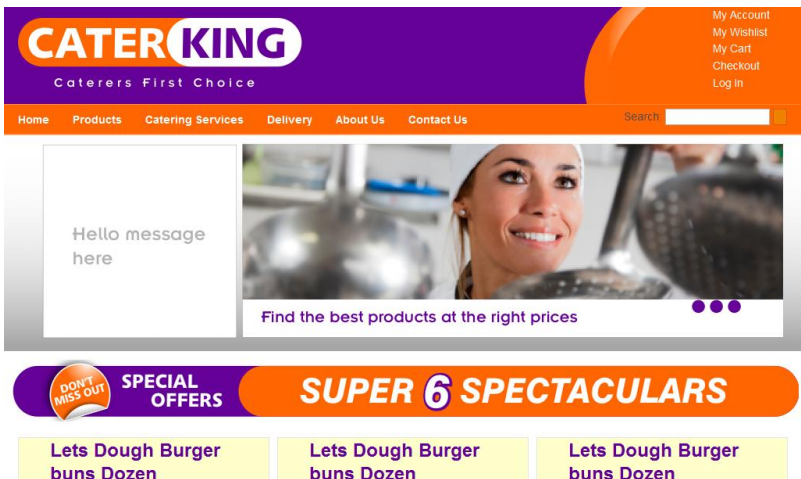 CATERKING
Caterers First Choice
My Account
My Wishlist
My Cart
Checkout
Log In
Home Products Catering Services Delivery About Us Contact Us
Search
Hello message
here
Find the best products at the right prices
DON'T
MISS OUT
SPECIAL
OFFERS
SUPER 6 SPECTACULARS
Lets Dough Burger
buns Dozen
Lets Dough Burger
buns Dozen
Lets Dough Burger
buns Dozen